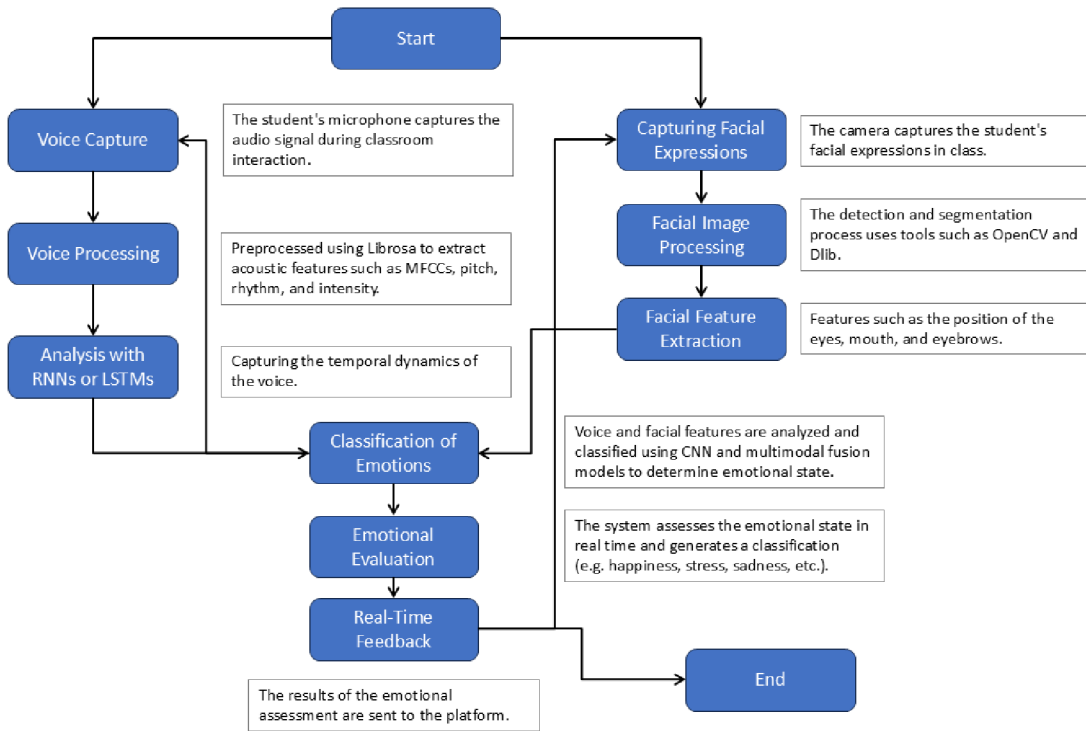 Start
Voice Capture
The student's microphone captures the
audio signal during classroom
interaction.
Capturing Facial
Expressions
The camera captures the student's
facial expressions in class.
Voice Processing
Preprocessed using Librosa to extract
acoustic features such as MFCCs, pitch,
rhythm, and intensity.
Facial Image
Processing
The detection and segmentation
process uses tools such as OpenCV and
Dlib.
Analysis with
RNNs or LSTMs
Capturing the temporal dynamics of
the voice.
Facial Feature
Extraction
Features such as the position of the
eyes, mouth, and eyebrows.
Classification of
Emotions
Voice and facial features are analyzed and
classified using CNN and multimodal fusion
models to determine emotional state.
Emotional
Evaluation
The system assesses the emotional state in
real time and generates a classification
(e.g. happiness, stress, sadness, etc.).
Real-Time
Feedback
The results of the emotional
assessment are sent to the platform.
End